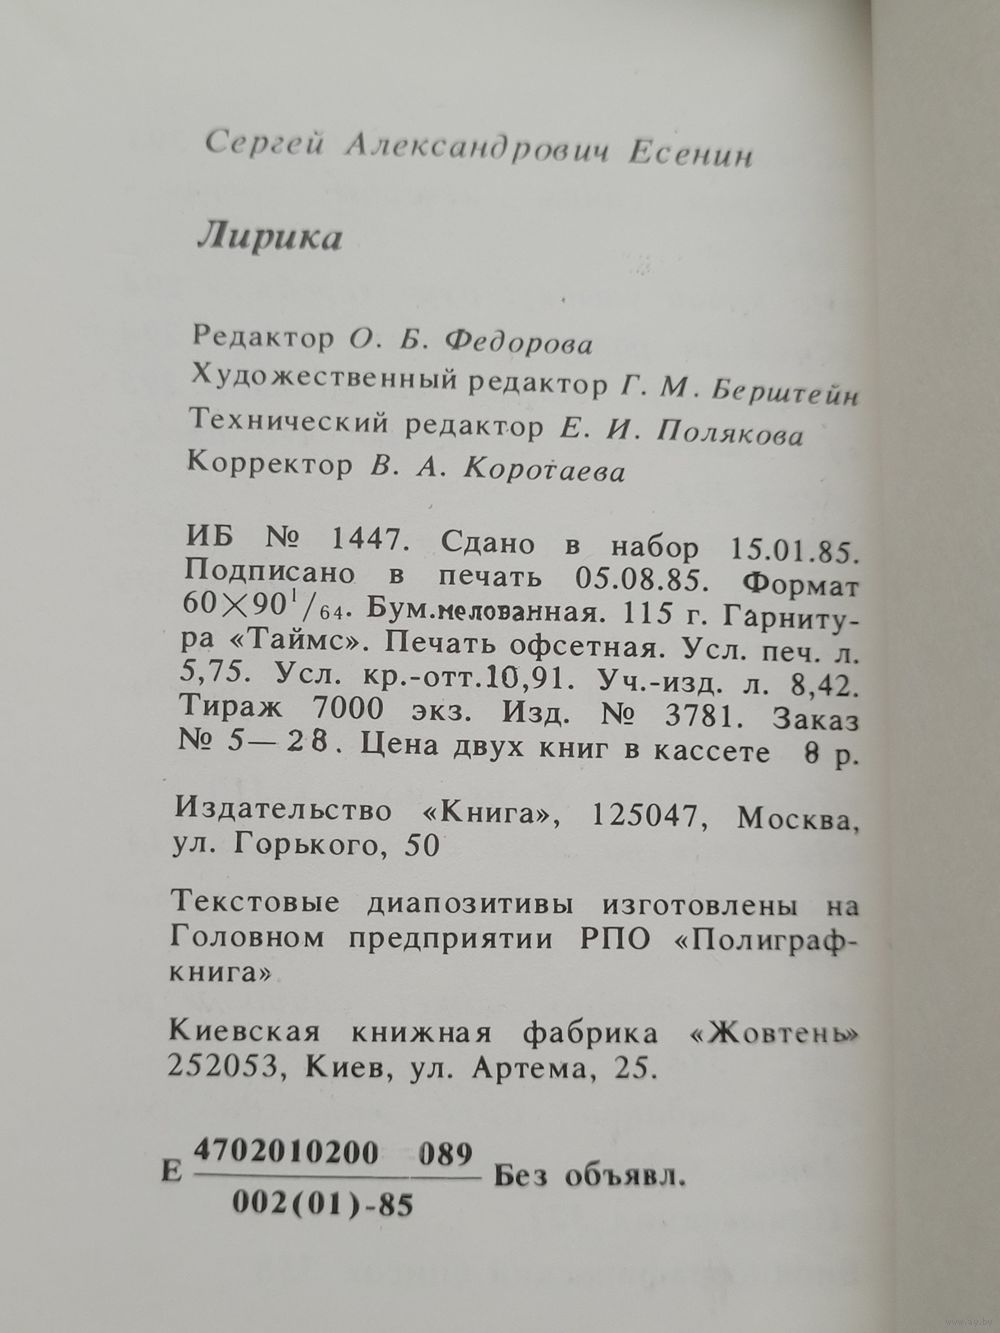 Сергей Александрович Есенин
Лирика
Редактор О. Б. Федорова
Художественный редактор Г. М. Берштейн
Технический редактор Е. И. Полякова
Корректор В. А. Коротаева
ИБ № 1447. Сдано в набор 15.01.85.
Подписано в печать 05.08.85. Формат
60×90¹/₆₄. Бум.мелованная. 115 г. Гарниту-
ра «Таймс». Печать офсетная. Усл. печ. л.
5,75. Усл. кр.-отт.10,91. Уч.-изд. л. 8,42.
Тираж 7000 экз. Изд. № 3781. Заказ
№ 5—28. Цена двух книг в кассете 8 р.
Издательство «Книга», 125047, Москва,
ул. Горького, 50
Текстовые диапозитивы изготовлены на
Головном предприятии РПО «Полиграф-
книга»
Киевская книжная фабрика «Жовтень»
252053, Киев, ул. Артема, 25.
4702010200 089
Е Без объявл.
002(01)-85
www.ay.by